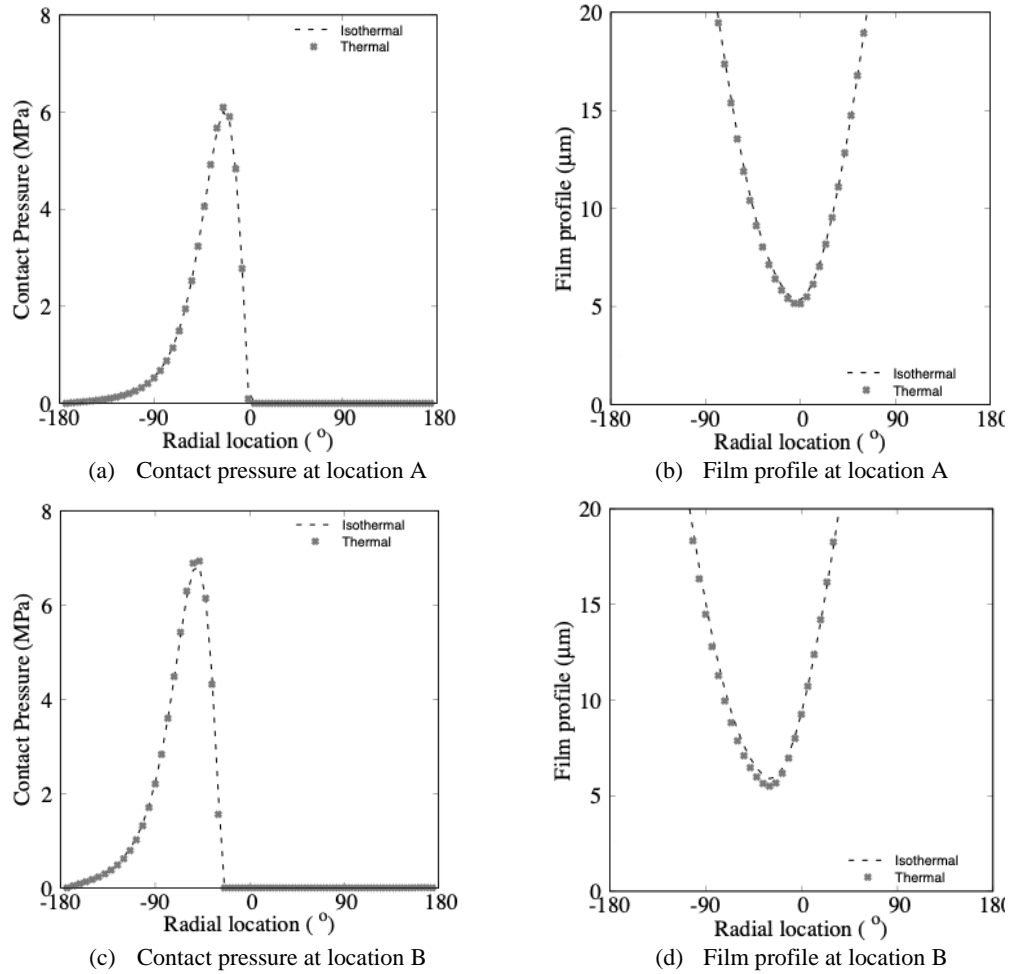 8
6
4
2
0
-180
-90
0
90
180
Contact Pressure (MPa)
Radial location ( °)
Isothermal
Thermal
(a) Contact pressure at location A
20
15
10
5
0
-180
-90
0
90
180
Film profile (μm)
Radial location ( °)
Isothermal
Thermal
(b) Film profile at location A
8
6
4
2
0
-180
-90
0
90
180
Contact Pressure (MPa)
Radial location ( °)
Isothermal
Thermal
(c) Contact pressure at location B
20
15
10
5
0
-180
-90
0
90
180
Film profile (μm)
Radial location ( °)
Isothermal
Thermal
(d) Film profile at location B